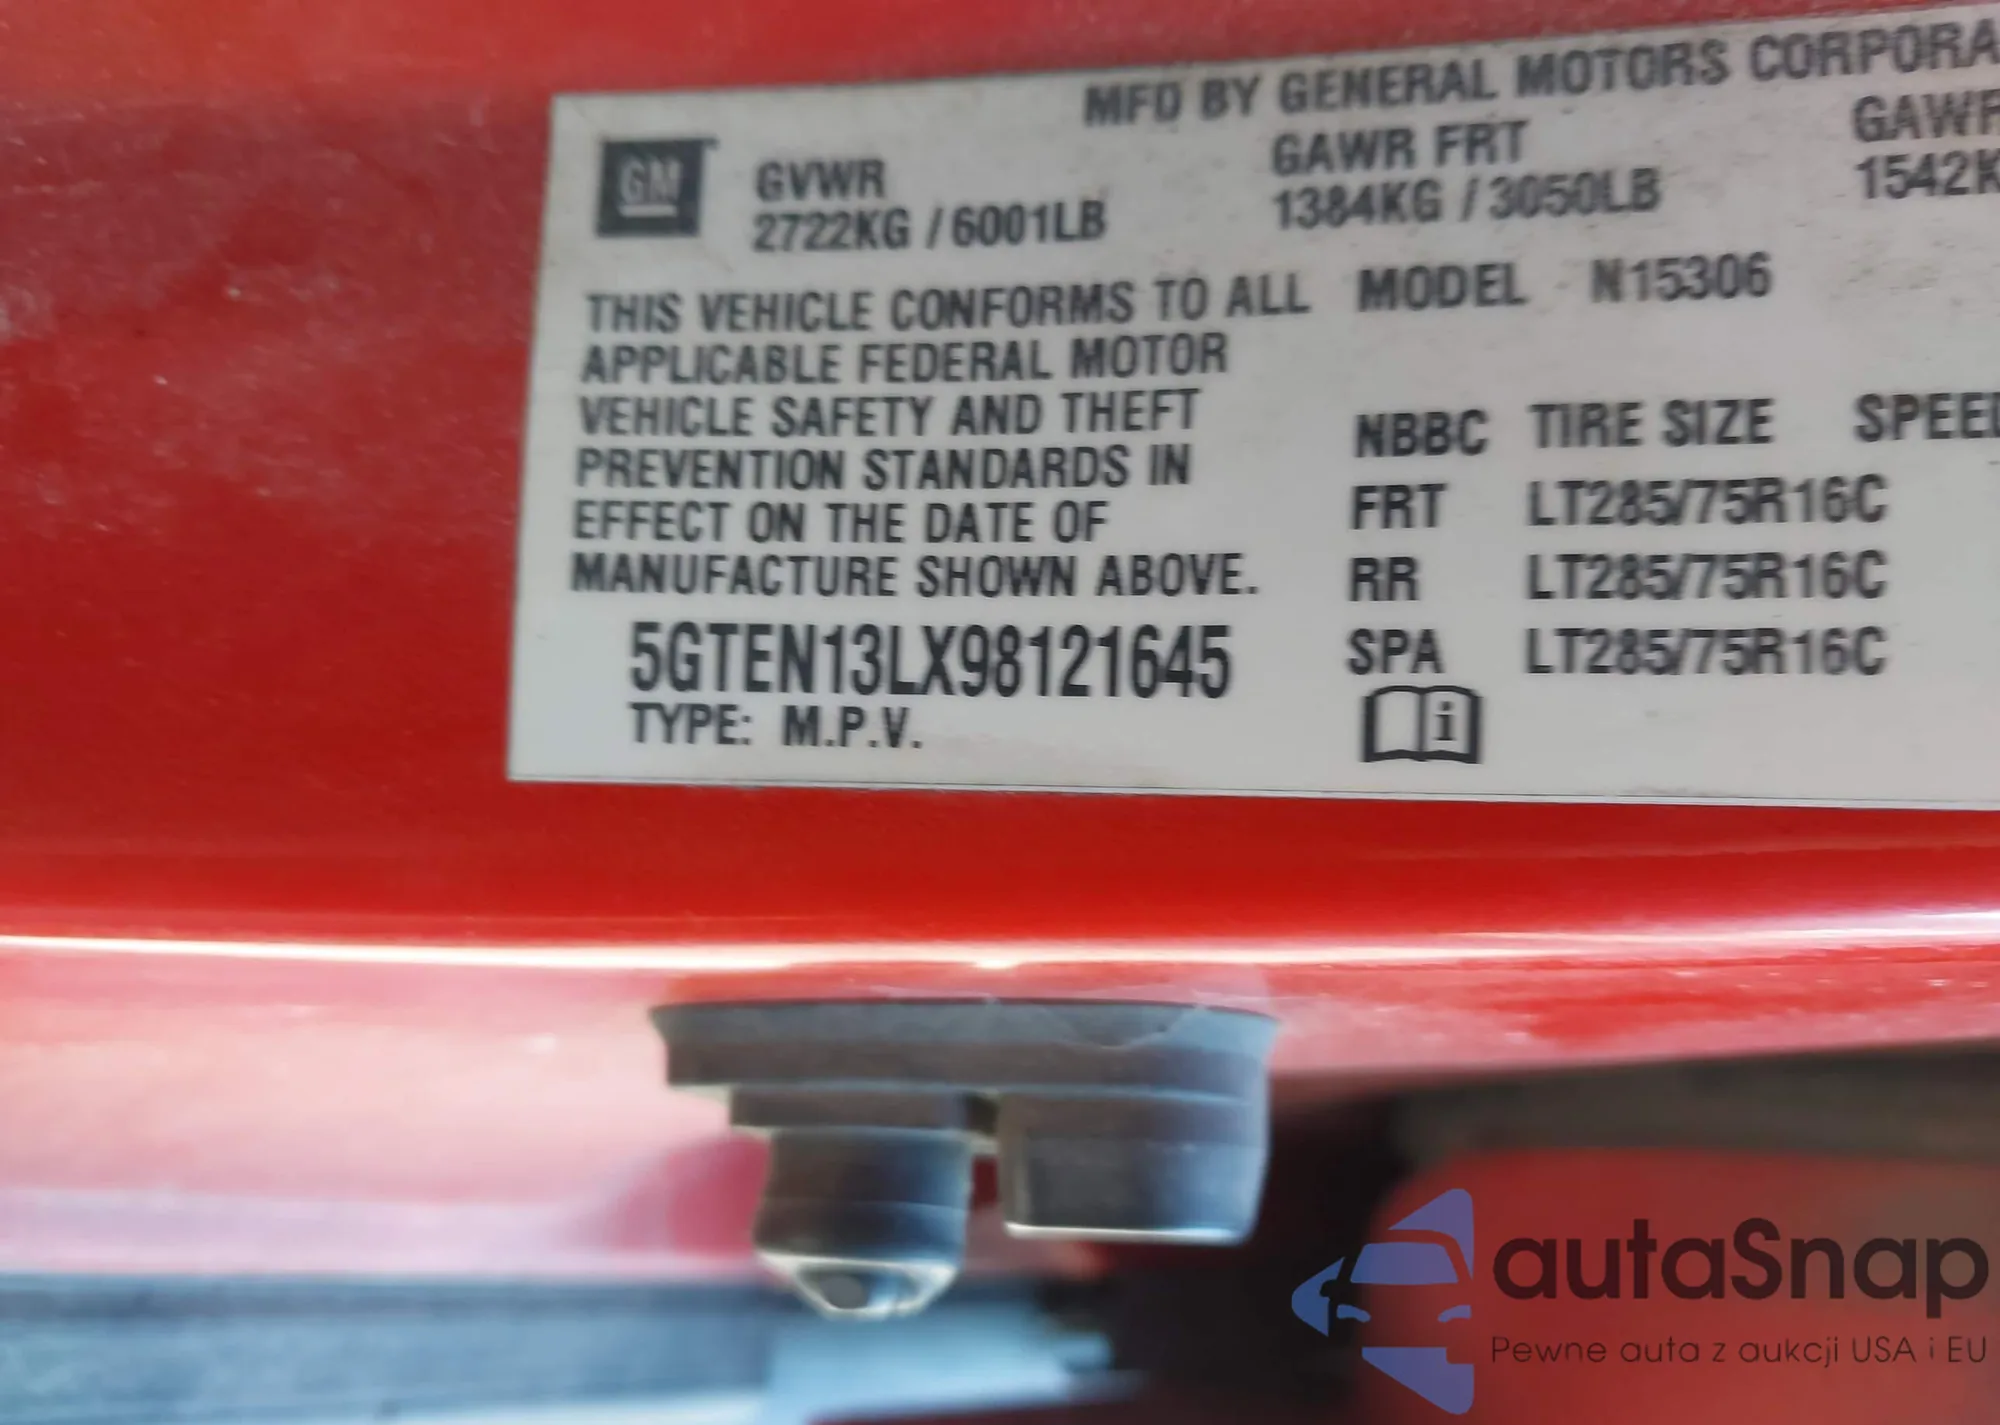 MFD BY GENERAL MOTORS CORPORA
GM
GVWR GAWR FRT GAWR
2722KG / 6001LB 1384KG / 3050LB 1542K
THIS VEHICLE CONFORMS TO ALL MODEL N15306
APPLICABLE FEDERAL MOTOR
VEHICLE SAFETY AND THEFT NBBC TIRE SIZE SPEED
PREVENTION STANDARDS IN
EFFECT ON THE DATE OF FRT LT285/75R16C
MANUFACTURE SHOWN ABOVE. RR LT285/75R16C
5GTEN13LX98121645 SPA LT285/75R16C
TYPE: M.P.V.
autaSnap
Pewne auta z aukcji USA i EU